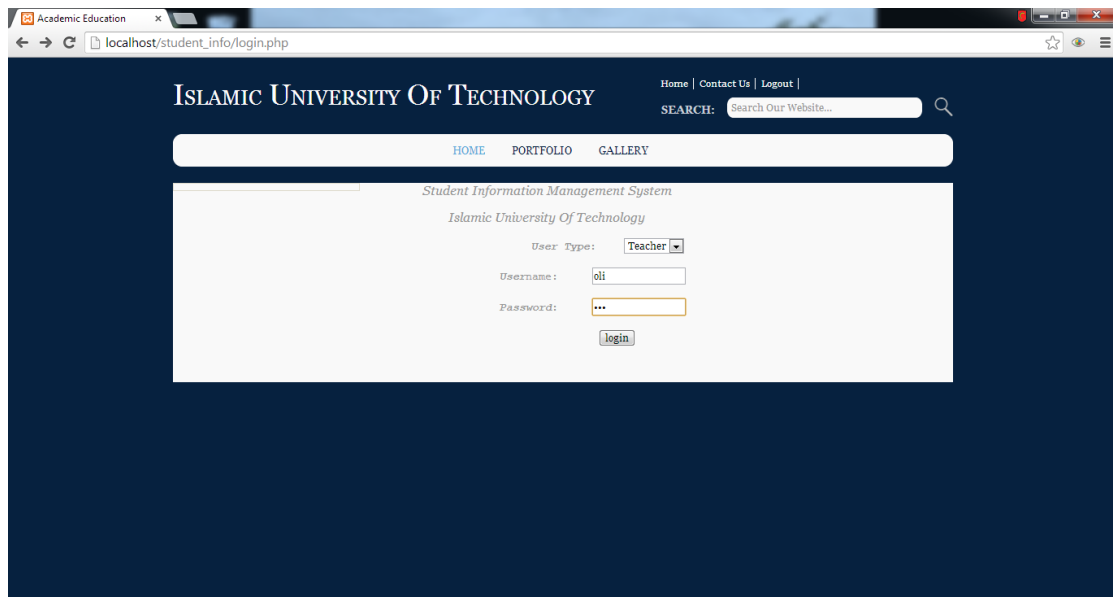 Academic Education
localhost/student_info/login.php
Home | Contact Us | Logout |
ISLAMIC UNIVERSITY OF TECHNOLOGY
SEARCH: Search Our Website...
HOME PORTFOLIO GALLERY
Student Information Management System
Islamic University Of Technology
User Type: Teacher
Username: oli
Password: •••
login